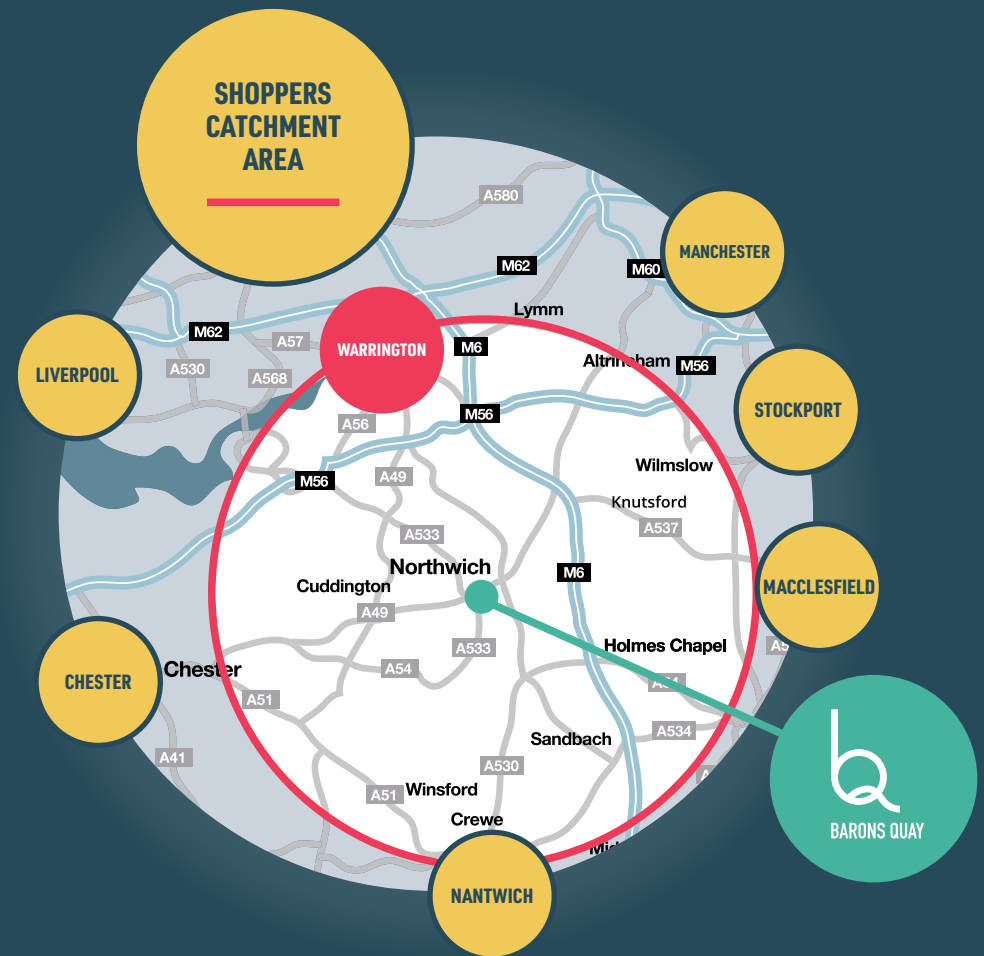 SHOPPERS
CATCHMENT
AREA
A580
MANCHESTER
M62
M60
Lymm
M62
A57
WARRINGTON
M6
Altrincham
M56
A530
A568
LIVERPOOL
STOCKPORT
A56
M56
Wilmslow
M56
A49
Knutsford
A537
A533
Northwich
M6
Cuddington
MACCLESFIELD
A49
A533
Holmes Chapel
Chester
A54
CHESTER
A51
A534
Sandbach
A41
A530
A51
Winsford
Crewe
BARONS QUAY
NANTWICH